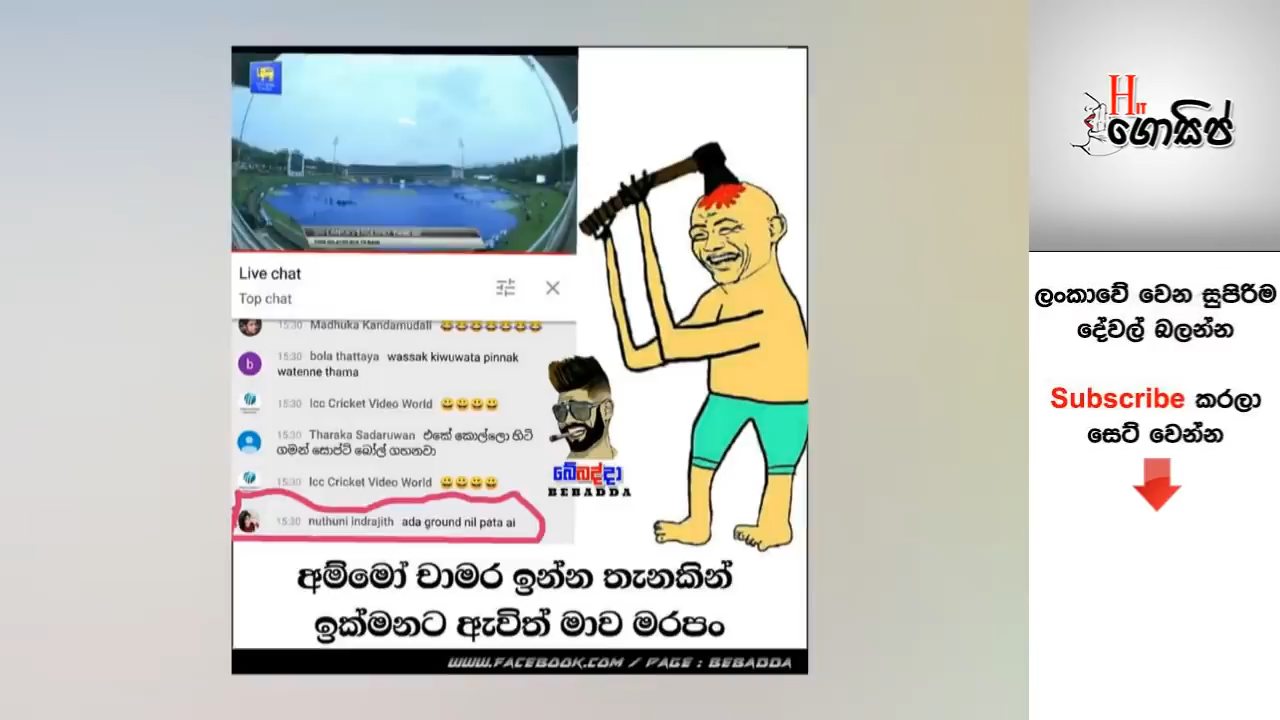 Live chat
Top chat
15:30 Madhuka Kandamudali
15:30 bola thattaya wassak kiwuwata pinnak
watenne thama
15:30 Icc Cricket Video World
15:30 Tharaka Sadaruwan එකේ කොල්ලො හිටි
ගමන් සොප්ට් බෝල් ගහනවා
15:30 Icc Cricket Video World
15:30 nuthuni indrajith ada ground nil pata ai
බේබද්දා
BEBADDA
අම්මෝ චාමර ඉන්න තැනකින්
ඉක්මනට ඇවිත් මාව මරපං
WWW.FACEBOOK.COM / PAGE : BEBADDA
HIT
ගොසිප්
ලංකාවේ වෙන සුපිරිම
දේවල් බලන්න
Subscribe කරලා
සෙට් වෙන්න